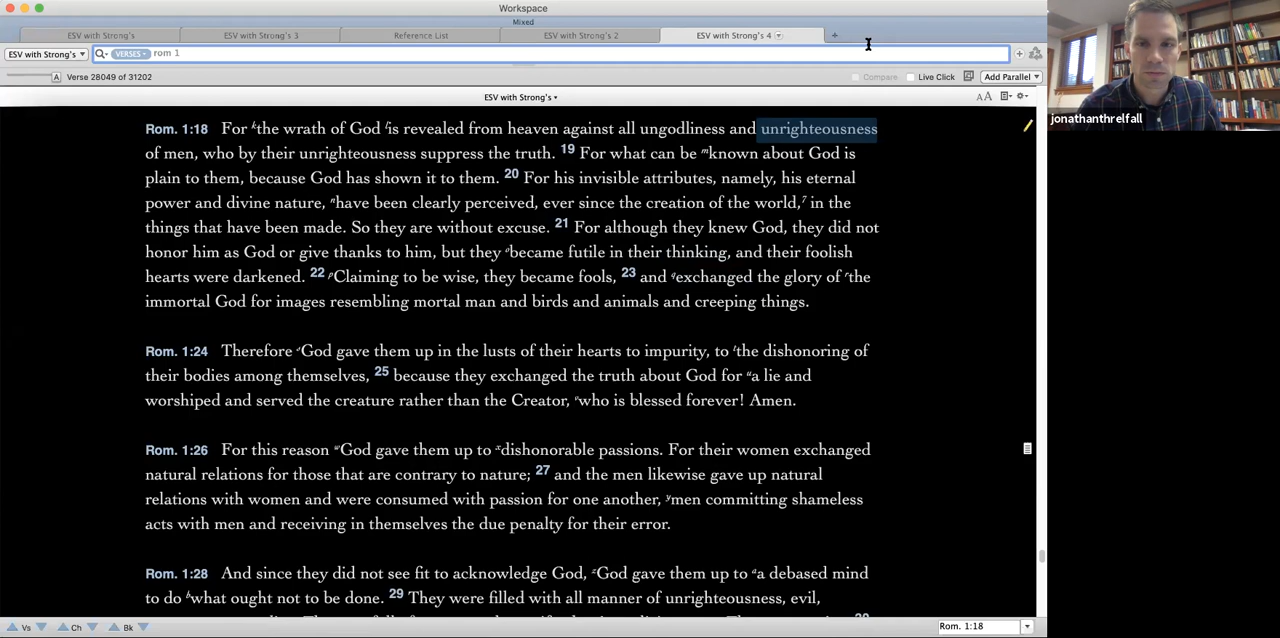 Workspace
Mixed
ESV with Strong's
ESV with Strong's 3
Reference List
ESV with Strong's 2
ESV with Strong's 4
+
ESV with Strong's
VERSES
rom 1
A Verse 28049 of 31202
Compare
Live Click
Add Parallel
ESV with Strong's
AA
jonathanthrelfall
Rom. 1:18 For k the wrath of God l is revealed from heaven against all ungodliness and unrighteousness
of men, who by their unrighteousness suppress the truth. 19 For what can be m known about God is
plain to them, because God has shown it to them. 20 For his invisible attributes, namely, his eternal
power and divine nature, n have been clearly perceived, ever since the creation of the world, 7 in the
things that have been made. So they are without excuse. 21 For although they knew God, they did not
honor him as God or give thanks to him, but they o became futile in their thinking, and their foolish
hearts were darkened. 22 p Claiming to be wise, they became fools, 23 and q exchanged the glory of r the
immortal God for images resembling mortal man and birds and animals and creeping things.
Rom. 1:24 Therefore s God gave them up in the lusts of their hearts to impurity, to t the dishonoring of
their bodies among themselves, 25 because they exchanged the truth about God for u a lie and
worshiped and served the creature rather than the Creator, v who is blessed forever! Amen.
Rom. 1:26 For this reason w God gave them up to x dishonorable passions. For their women exchanged
natural relations for those that are contrary to nature; 27 and the men likewise gave up natural
relations with women and were consumed with passion for one another, y men committing shameless
acts with men and receiving in themselves the due penalty for their error.
Rom. 1:28 And since they did not see fit to acknowledge God, z God gave them up to a a debased mind
to do b what ought not to be done. 29 They were filled with all manner of unrighteousness, evil,
Vs
Ch
Bk
Rom. 1:18